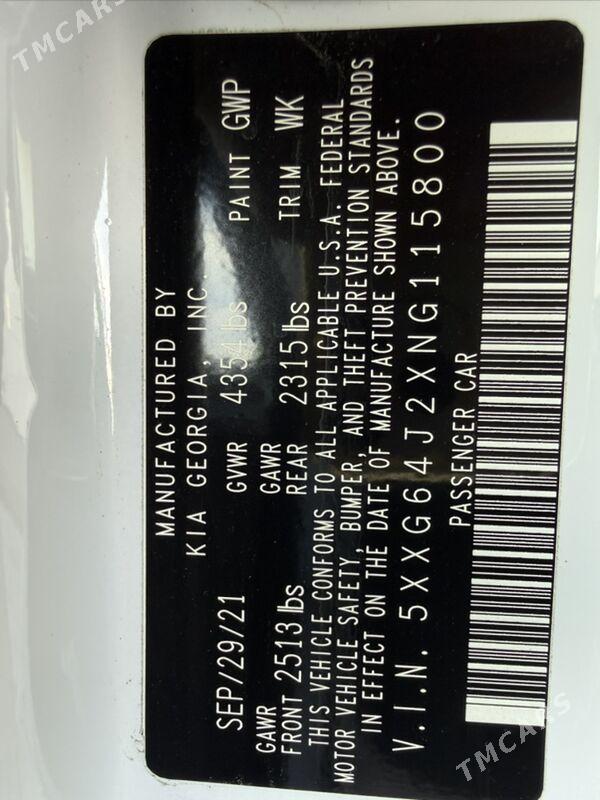 MANUFACTURED BY
KIA GEORGIA, INC.
SEP/29/21 GVWR 4354 lbs PAINT GWP
GAWR GAWR
FRONT 2513 lbs REAR 2315 lbs TRIM WK
THIS VEHICLE CONFORMS TO ALL APPLICABLE U.S.A. FEDERAL
MOTOR VEHICLE SAFETY, BUMPER, AND THEFT PREVENTION STANDARDS
IN EFFECT ON THE DATE OF MANUFACTURE SHOWN ABOVE.
V.I.N. 5XXG64J2XNG115800
PASSENGER CAR
TMCARS
TMCARS